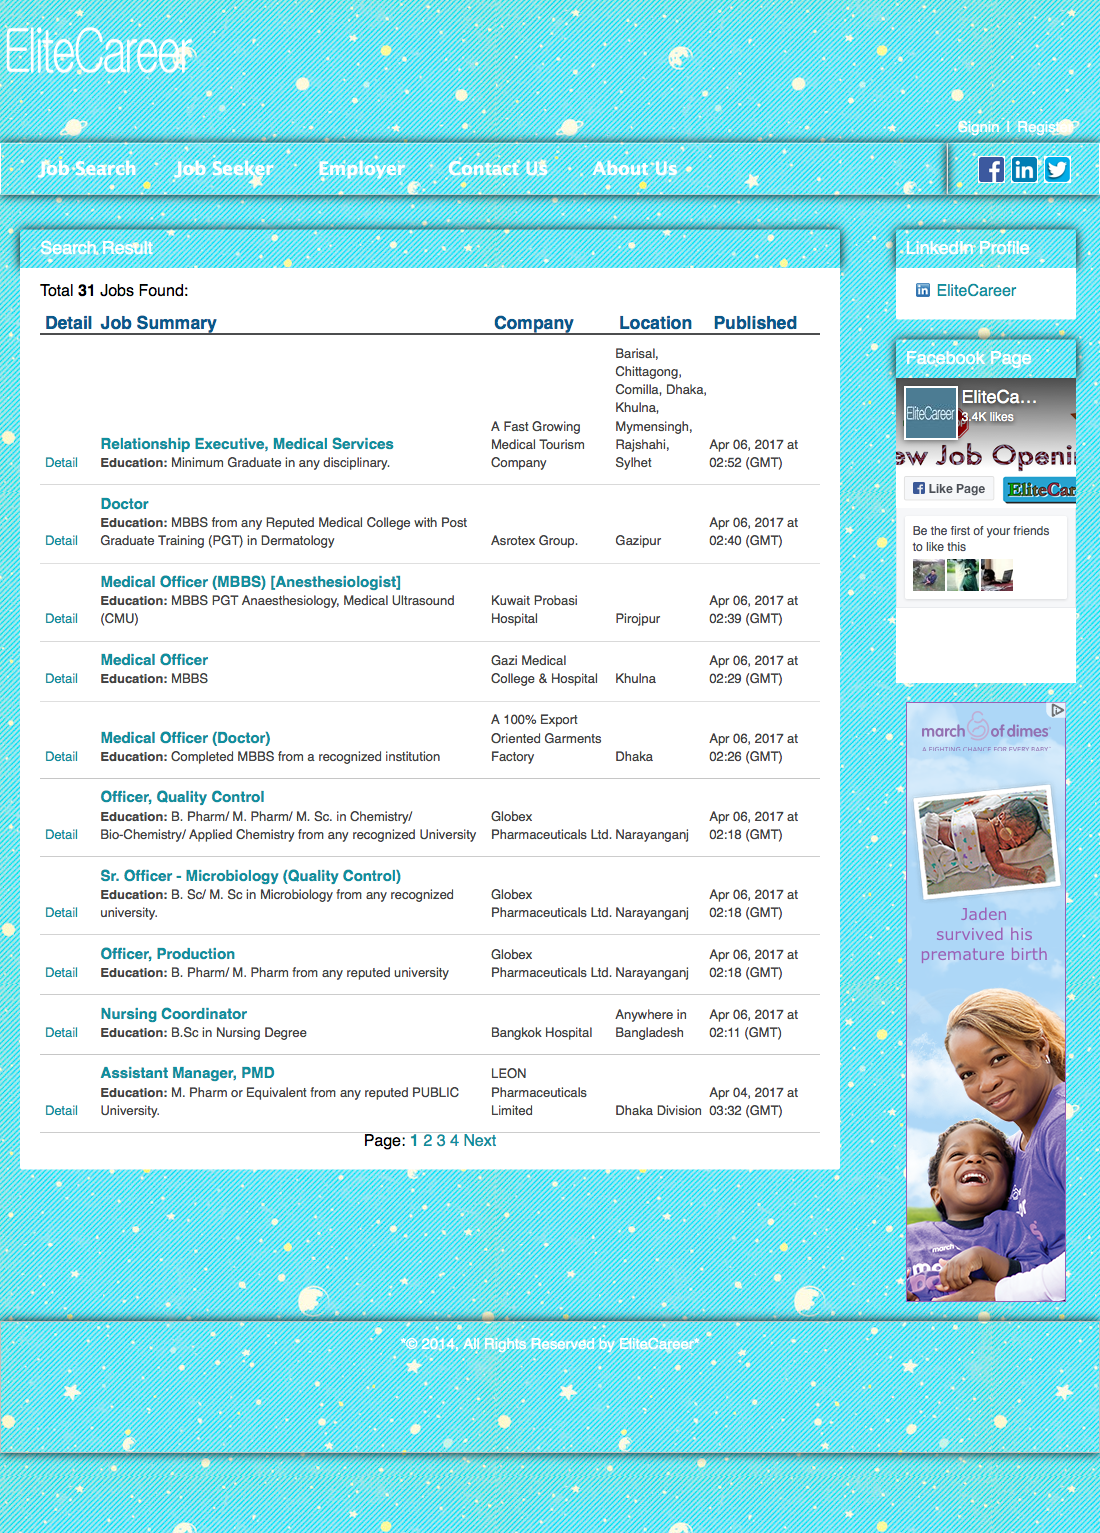 EliteCareer
Signin | Register
Job Search Job Seeker Employer Contact US About Us
Search Result
Total 31 Jobs Found:
Detail Job Summary Company Location Published
Detail
Relationship Executive, Medical Services
Education: Minimum Graduate in any disciplinary.
A Fast Growing
Medical Tourism
Company
Barisal,
Chittagong,
Comilla, Dhaka,
Khulna,
Mymensingh,
Rajshahi,
Sylhet
Apr 06, 2017 at
02:52 (GMT)
Detail
Doctor
Education: MBBS from any Reputed Medical College with Post
Graduate Training (PGT) in Dermatology
Asrotex Group.
Gazipur
Apr 06, 2017 at
02:40 (GMT)
Detail
Medical Officer (MBBS) [Anesthesiologist]
Education: MBBS PGT Anaesthesiology, Medical Ultrasound
(CMU)
Kuwait Probasi
Hospital
Pirojpur
Apr 06, 2017 at
02:39 (GMT)
Detail
Medical Officer
Education: MBBS
Gazi Medical
College & Hospital
Khulna
Apr 06, 2017 at
02:29 (GMT)
Detail
Medical Officer (Doctor)
Education: Completed MBBS from a recognized institution
A 100% Export
Oriented Garments
Factory
Dhaka
Apr 06, 2017 at
02:26 (GMT)
Detail
Officer, Quality Control
Education: B. Pharm/ M. Pharm/ M. Sc. in Chemistry/
Bio-Chemistry/ Applied Chemistry from any recognized University
Globex
Pharmaceuticals Ltd.
Narayanganj
Apr 06, 2017 at
02:18 (GMT)
Detail
Sr. Officer - Microbiology (Quality Control)
Education: B. Sc/ M. Sc in Microbiology from any recognized
university.
Globex
Pharmaceuticals Ltd.
Narayanganj
Apr 06, 2017 at
02:18 (GMT)
Detail
Officer, Production
Education: B. Pharm/ M. Pharm from any reputed university
Globex
Pharmaceuticals Ltd.
Narayanganj
Apr 06, 2017 at
02:18 (GMT)
Detail
Nursing Coordinator
Education: B.Sc in Nursing Degree
Bangkok Hospital
Anywhere in
Bangladesh
Apr 06, 2017 at
02:11 (GMT)
Detail
Assistant Manager, PMD
Education: M. Pharm or Equivalent from any reputed PUBLIC
University.
LEON
Pharmaceuticals
Limited
Dhaka Division
Apr 04, 2017 at
03:32 (GMT)
Page: 1 2 3 4 Next
LinkedIn Profile
EliteCareer
Facebook Page
EliteCareer
EliteCa...
3.4K likes
ew Job Openi
Like Page
EliteCar
Be the first of your friends
to like this
march of dimes
A FIGHTING CHANCE FOR EVERY BABY
Jaden
survived his
premature birth
march
*© 2014, All Rights Reserved by EliteCareer*